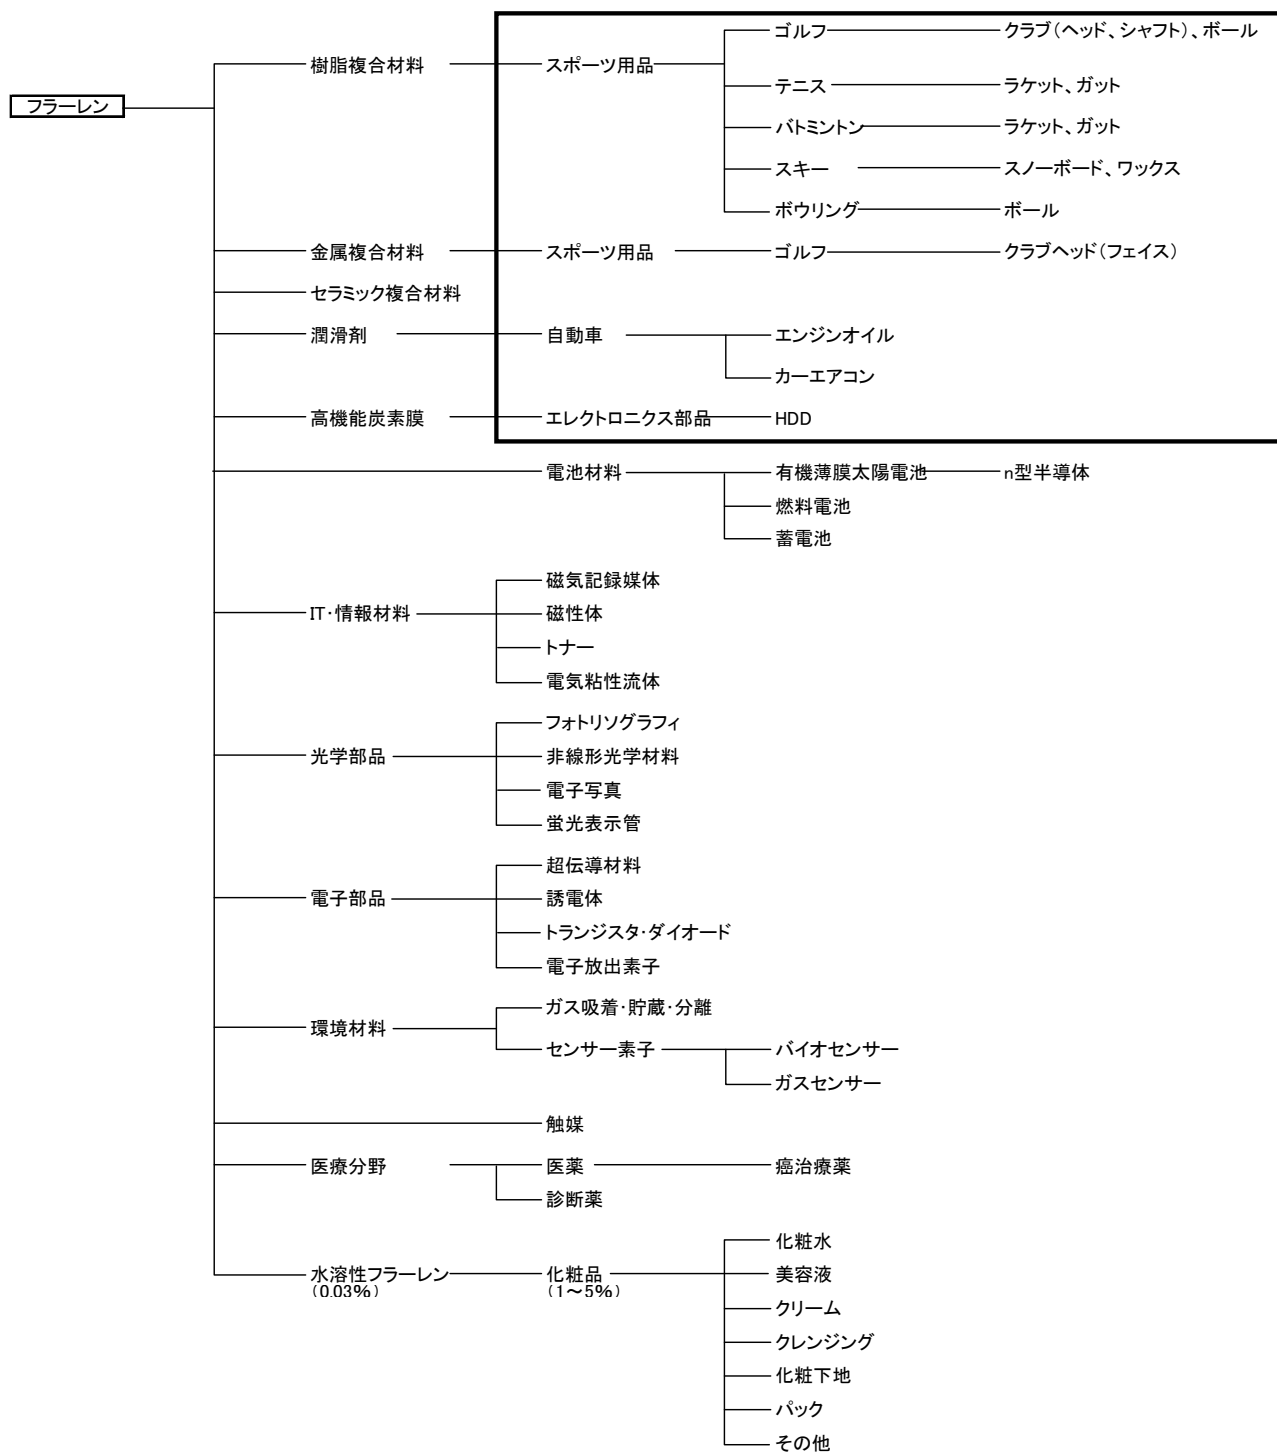 フラーレン
樹脂複合材料
スポーツ用品
ゴルフ
クラブ(ヘッド、シャフト)、ボール
テニス
ラケット、ガット
バトミントン
ラケット、ガット
スキー
スノーボード、ワックス
ボウリング
ボール
金属複合材料
スポーツ用品
ゴルフ
クラブヘッド(フェイス)
セラミック複合材料
潤滑剤
自動車
エンジンオイル
カーエアコン
高機能炭素膜
エレクトロニクス部品
HDD
電池材料
有機薄膜太陽電池
n型半導体
燃料電池
蓄電池
IT・情報材料
磁気記録媒体
磁性体
トナー
電気粘性流体
光学部品
フォトリソグラフィ
非線形光学材料
電子写真
蛍光表示管
電子部品
超伝導材料
誘電体
トランジスタ・ダイオード
電子放出素子
環境材料
ガス吸着・貯蔵・分離
センサー素子
バイオセンサー
ガスセンサー
触媒
医療分野
医薬
癌治療薬
診断薬
水溶性フラーレン
(0.03%)
化粧品
(1~5%)
化粧水
美容液
クリーム
クレンジング
化粧下地
パック
その他